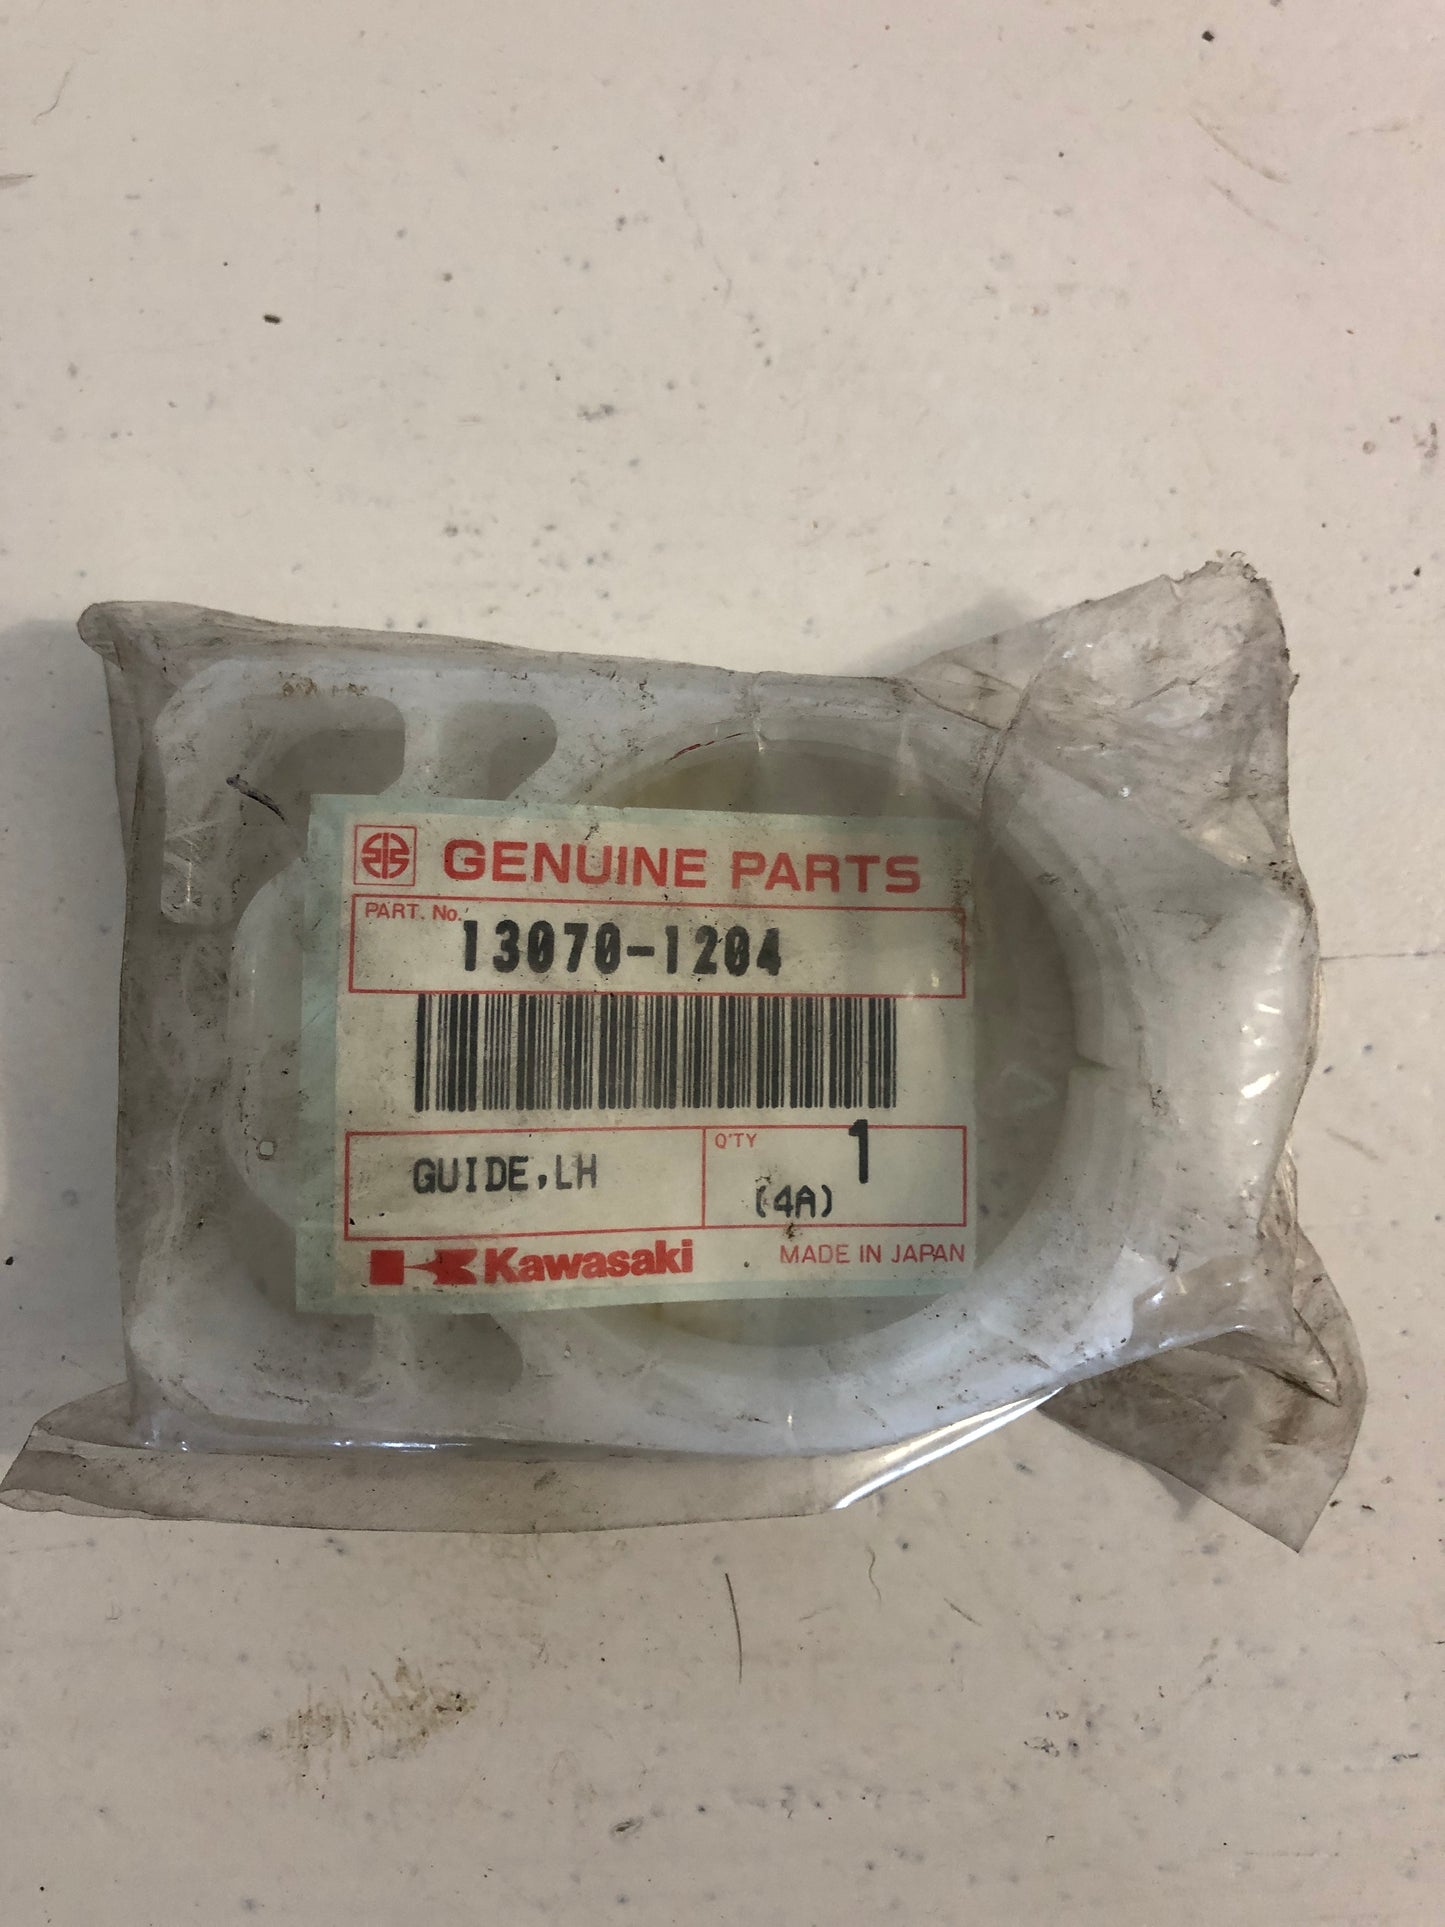 GENUINE PARTS
PART. No.
13070-1204
GUIDE,LH
Q'TY
1
(4A)
Kawasaki
MADE IN JAPAN